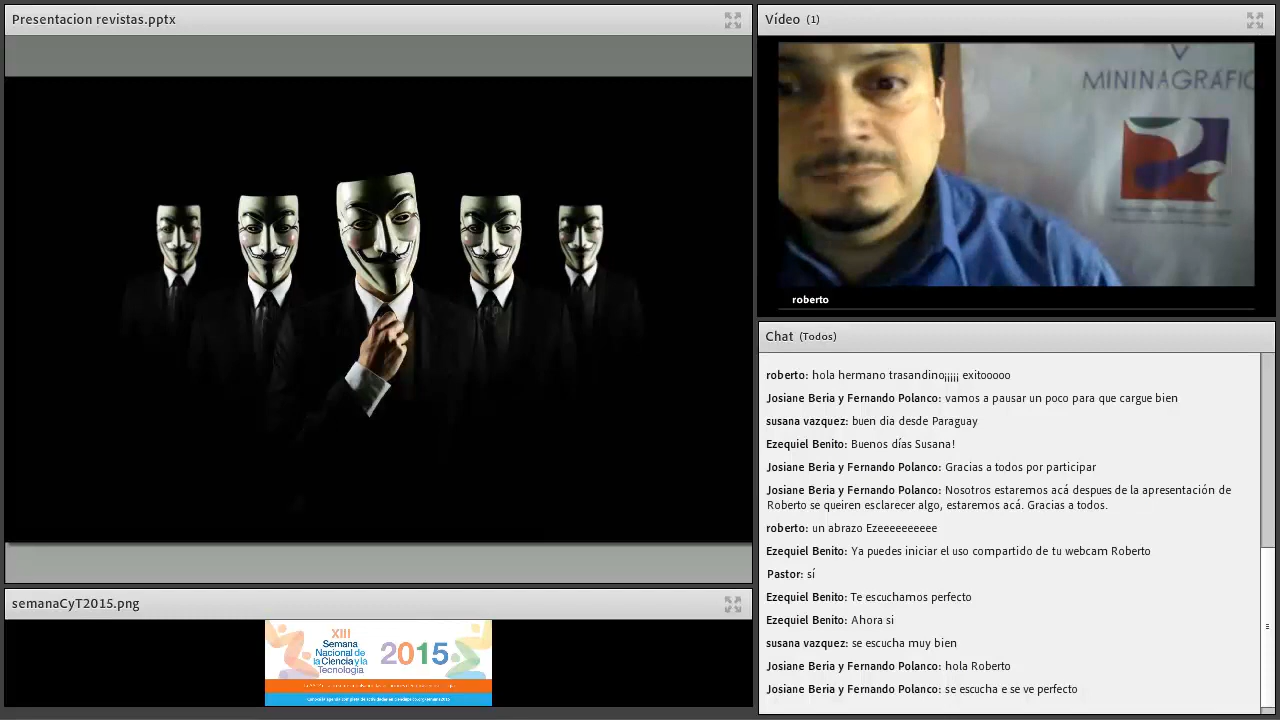 Presentacion revistas.pptx
Vídeo (1)
MININAGRÁFIC
roberto
Chat (Todos)
roberto: hola hermano trasandino¡¡¡¡¡ exitooooo
Josiane Beria y Fernando Polanco: vamos a pausar un poco para que cargue bien
susana vazquez: buen dia desde Paraguay
Ezequiel Benito: Buenos días Susana!
Josiane Beria y Fernando Polanco: Gracias a todos por participar
Josiane Beria y Fernando Polanco: Nosotros estaremos acá despues de la apresentación de
Roberto se queiren esclarecer algo, estaremos acá. Gracias a todos.
roberto: un abrazo Ezeeeeeeeeee
Ezequiel Benito: Ya puedes iniciar el uso compartido de tu webcam Roberto
Pastor: sí
Ezequiel Benito: Te escuchamos perfecto
Ezequiel Benito: Ahora si
susana vazquez: se escucha muy bien
Josiane Beria y Fernando Polanco: hola Roberto
Josiane Beria y Fernando Polanco: se escucha e se ve perfecto
semanaCyT2015.png
XIII
Semana
Nacional de
la Ciencia y la
Tecnología
2015